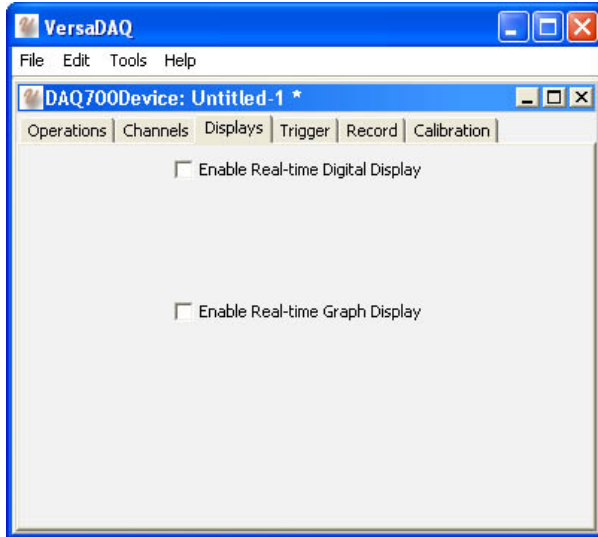 VersaDAQ
File Edit Tools Help
DAQ700Device: Untitled-1 *
Operations Channels Displays Trigger Record Calibration
Enable Real-time Digital Display
Enable Real-time Graph Display